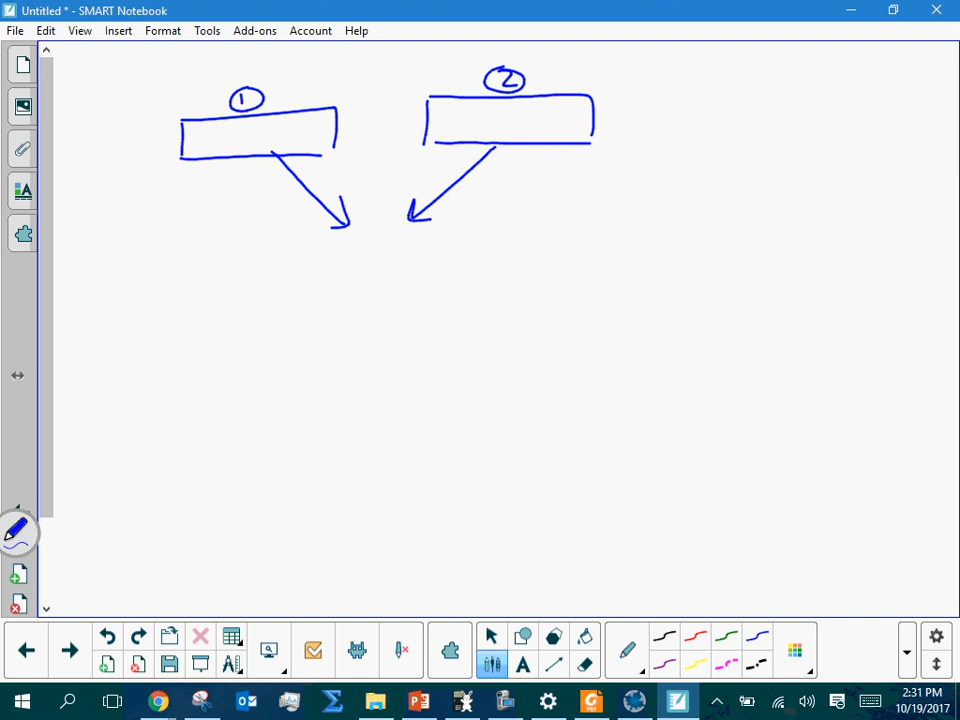 Untitled * - SMART Notebook
File Edit View Insert Format Tools Add-ons Account Help
① ②
A
2:31 PM
10/19/2017